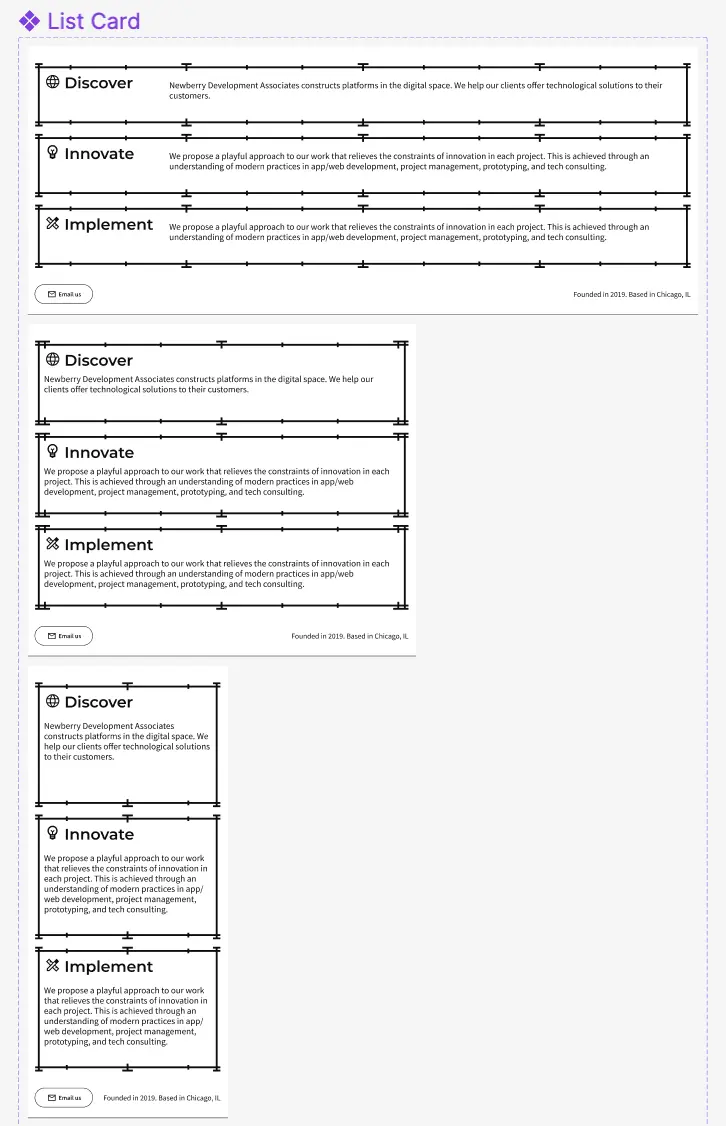 List Card
Discover
Newberry Development Associates constructs platforms in the digital space. We help our clients offer technological solutions to their
customers.
Innovate
We propose a playful approach to our work that relieves the constraints of innovation in each project. This is achieved through an
understanding of modern practices in app/web development, project management, prototyping, and tech consulting.
Implement
We propose a playful approach to our work that relieves the constraints of innovation in each project. This is achieved through an
understanding of modern practices in app/web development, project management, prototyping, and tech consulting.
Email us
Founded in 2019. Based in Chicago, IL
Discover
Newberry Development Associates constructs platforms in the digital space. We help our
clients offer technological solutions to their customers.
Innovate
We propose a playful approach to our work that relieves the constraints of innovation in each
project. This is achieved through an understanding of modern practices in app/web
development, project management, prototyping, and tech consulting.
Implement
We propose a playful approach to our work that relieves the constraints of innovation in each
project. This is achieved through an understanding of modern practices in app/web
development, project management, prototyping, and tech consulting.
Email us
Founded in 2019. Based in Chicago, IL
Discover
Newberry Development Associates
constructs platforms in the digital space. We
help our clients offer technological solutions
to their customers.
Innovate
We propose a playful approach to our work
that relieves the constraints of innovation in
each project. This is achieved through an
understanding of modern practices in app/
web development, project management,
prototyping, and tech consulting.
Implement
We propose a playful approach to our work
that relieves the constraints of innovation in
each project. This is achieved through an
understanding of modern practices in app/
web development, project management,
prototyping, and tech consulting.
Email us
Founded in 2019. Based in Chicago, IL